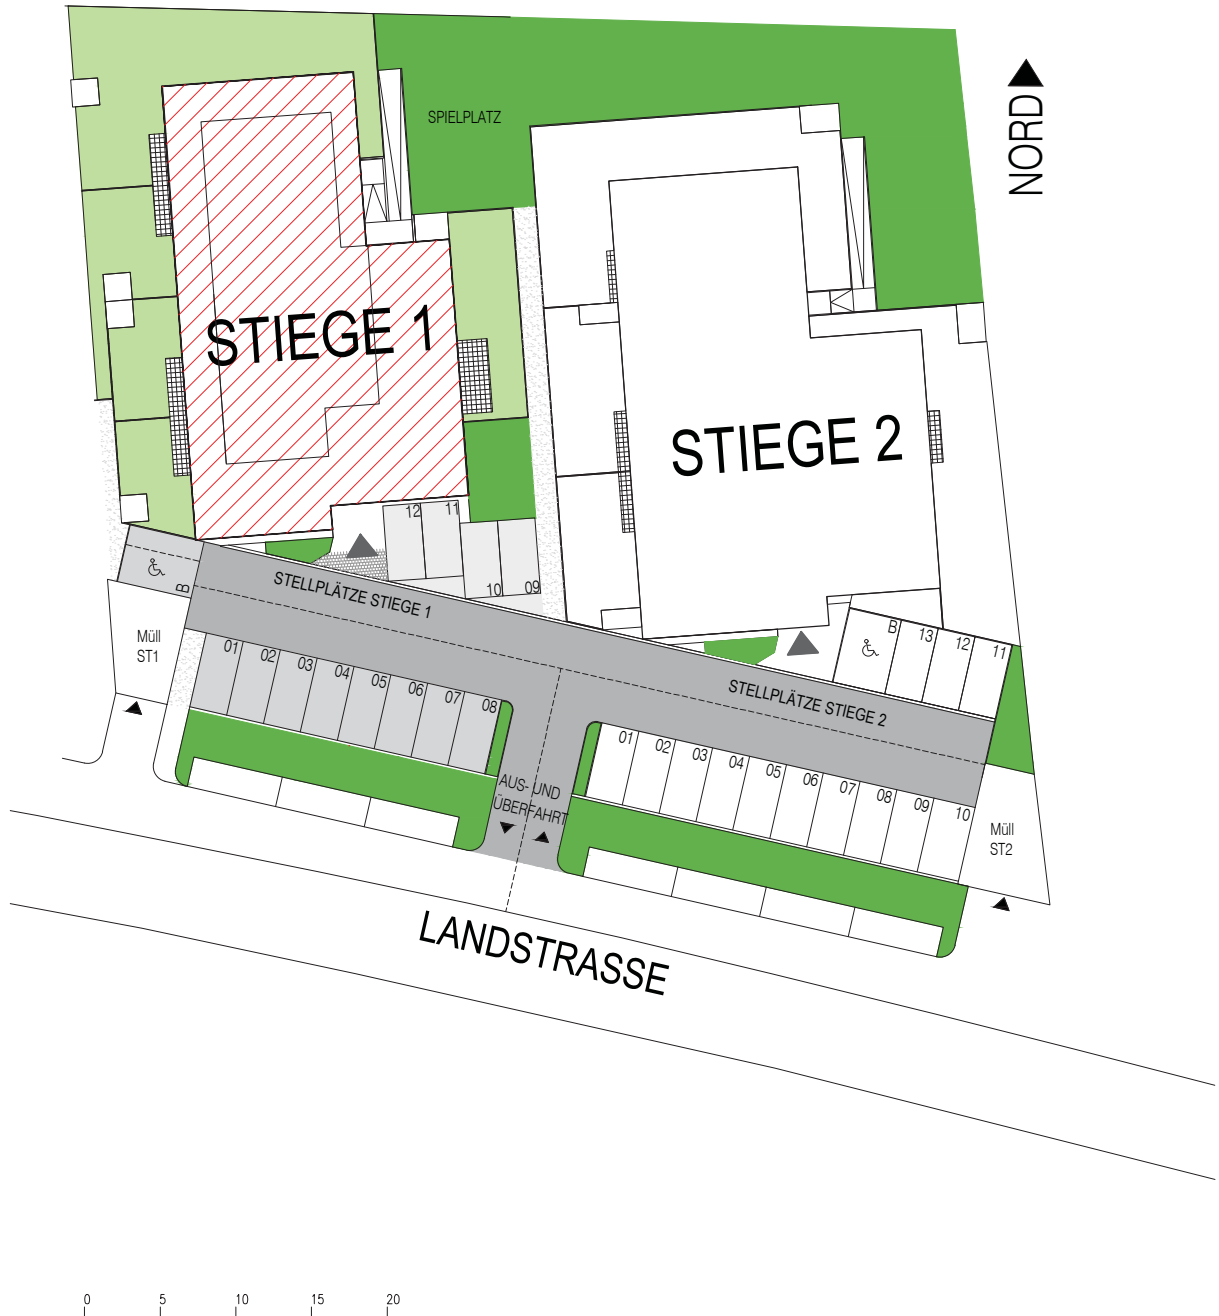 SPIELPLATZ
NORD
STIEGE 1
STIEGE 2
12
11
10
09
B
STELLPLÄTZE STIEGE 1
Müll
ST1
01
02
03
04
05
06
07
08
B
13
12
11
STELLPLÄTZE STIEGE 2
AUS- UND
ÜBERFAHRT
01
02
03
04
05
06
07
08
09
10
Müll
ST2
LANDSTRASSE
0
5
10
15
20